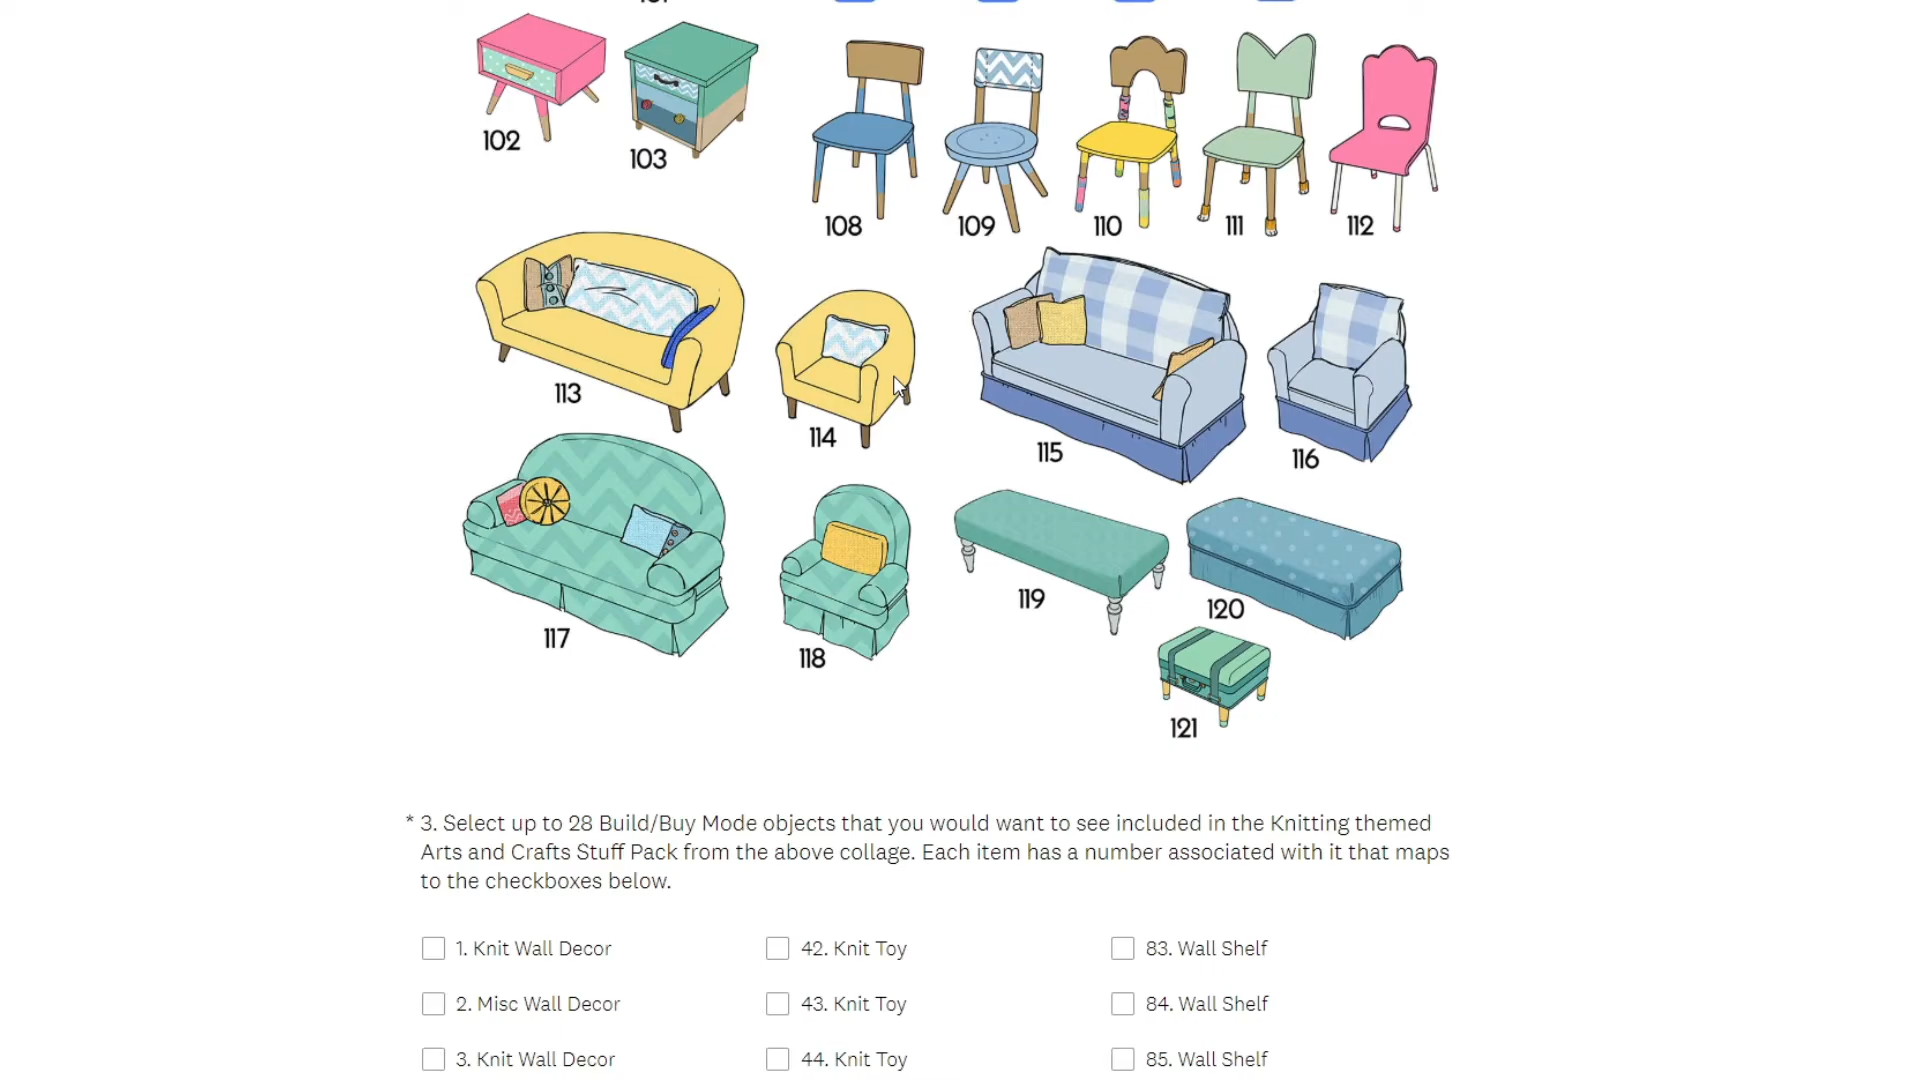 102
103
108
109
110
111
112
113
114
115
116
117
118
119
120
121
* 3. Select up to 28 Build/Buy Mode objects that you would want to see included in the Knitting themed
Arts and Crafts Stuff Pack from the above collage. Each item has a number associated with it that maps
to the checkboxes below.
1. Knit Wall Decor
42. Knit Toy
83. Wall Shelf
2. Misc Wall Decor
43. Knit Toy
84. Wall Shelf
3. Knit Wall Decor
44. Knit Toy
85. Wall Shelf